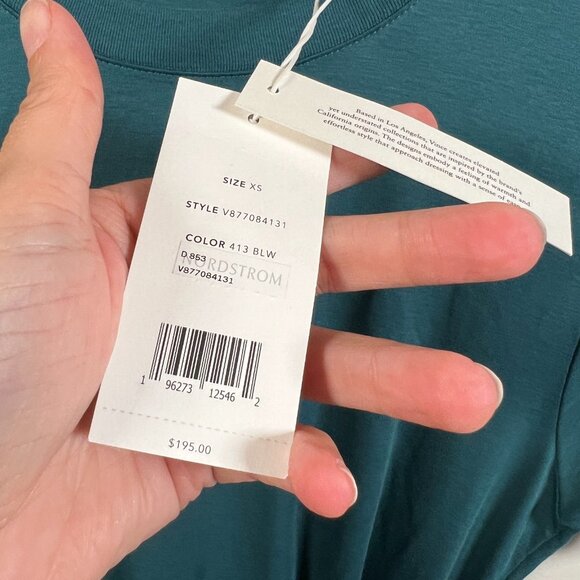 Based in Los Angeles, Vince creates elevated
yet understated collections that are inspired by the brand's
California origins. The designs embody a feeling of warmth and
effortless style that approach dressing with a sense of ease
SIZE XS
STYLE V877084131
COLOR 413 BLW
D 853
NORDSTROM
V877084131
1 96273 12546 2
$195.00